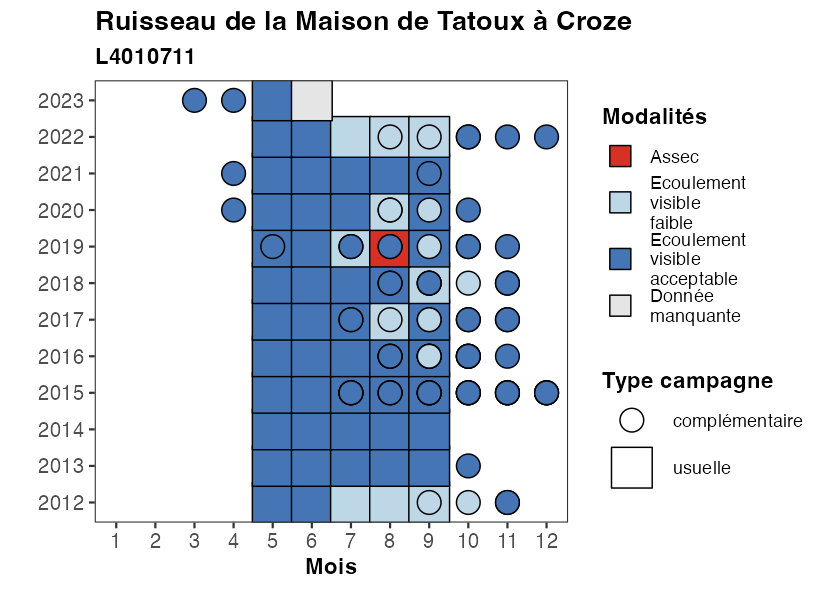 Ruisseau de la Maison de Tatoux à Croze
L4010711
2023
2022
2021
2020
2019
2018
2017
2016
2015
2014
2013
2012
1 2 3 4 5 6 7 8 9 10 11 12
Mois
Modalités
Assec
Ecoulement
visible
faible
Ecoulement
visible
acceptable
Donnée
manquante
Type campagne
complémentaire
usuelle